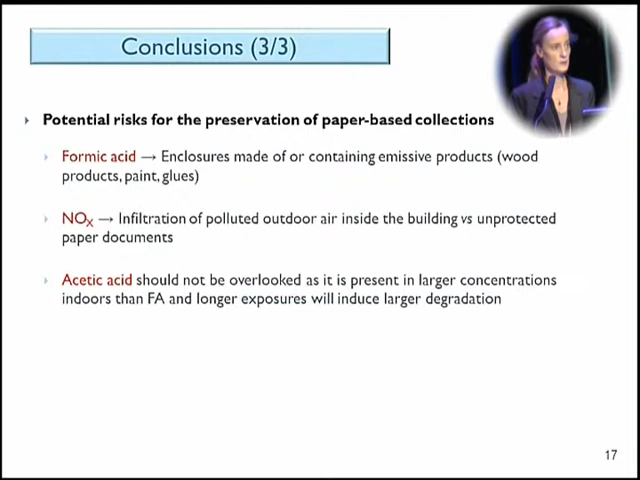 Conclusions (3/3)
Potential risks for the preservation of paper-based collections
Formic acid → Enclosures made of or containing emissive products (wood
products, paint, glues)
NOX → Infiltration of polluted outdoor air inside the building vs unprotected
paper documents
Acetic acid should not be overlooked as it is present in larger concentrations
indoors than FA and longer exposures will induce larger degradation
17